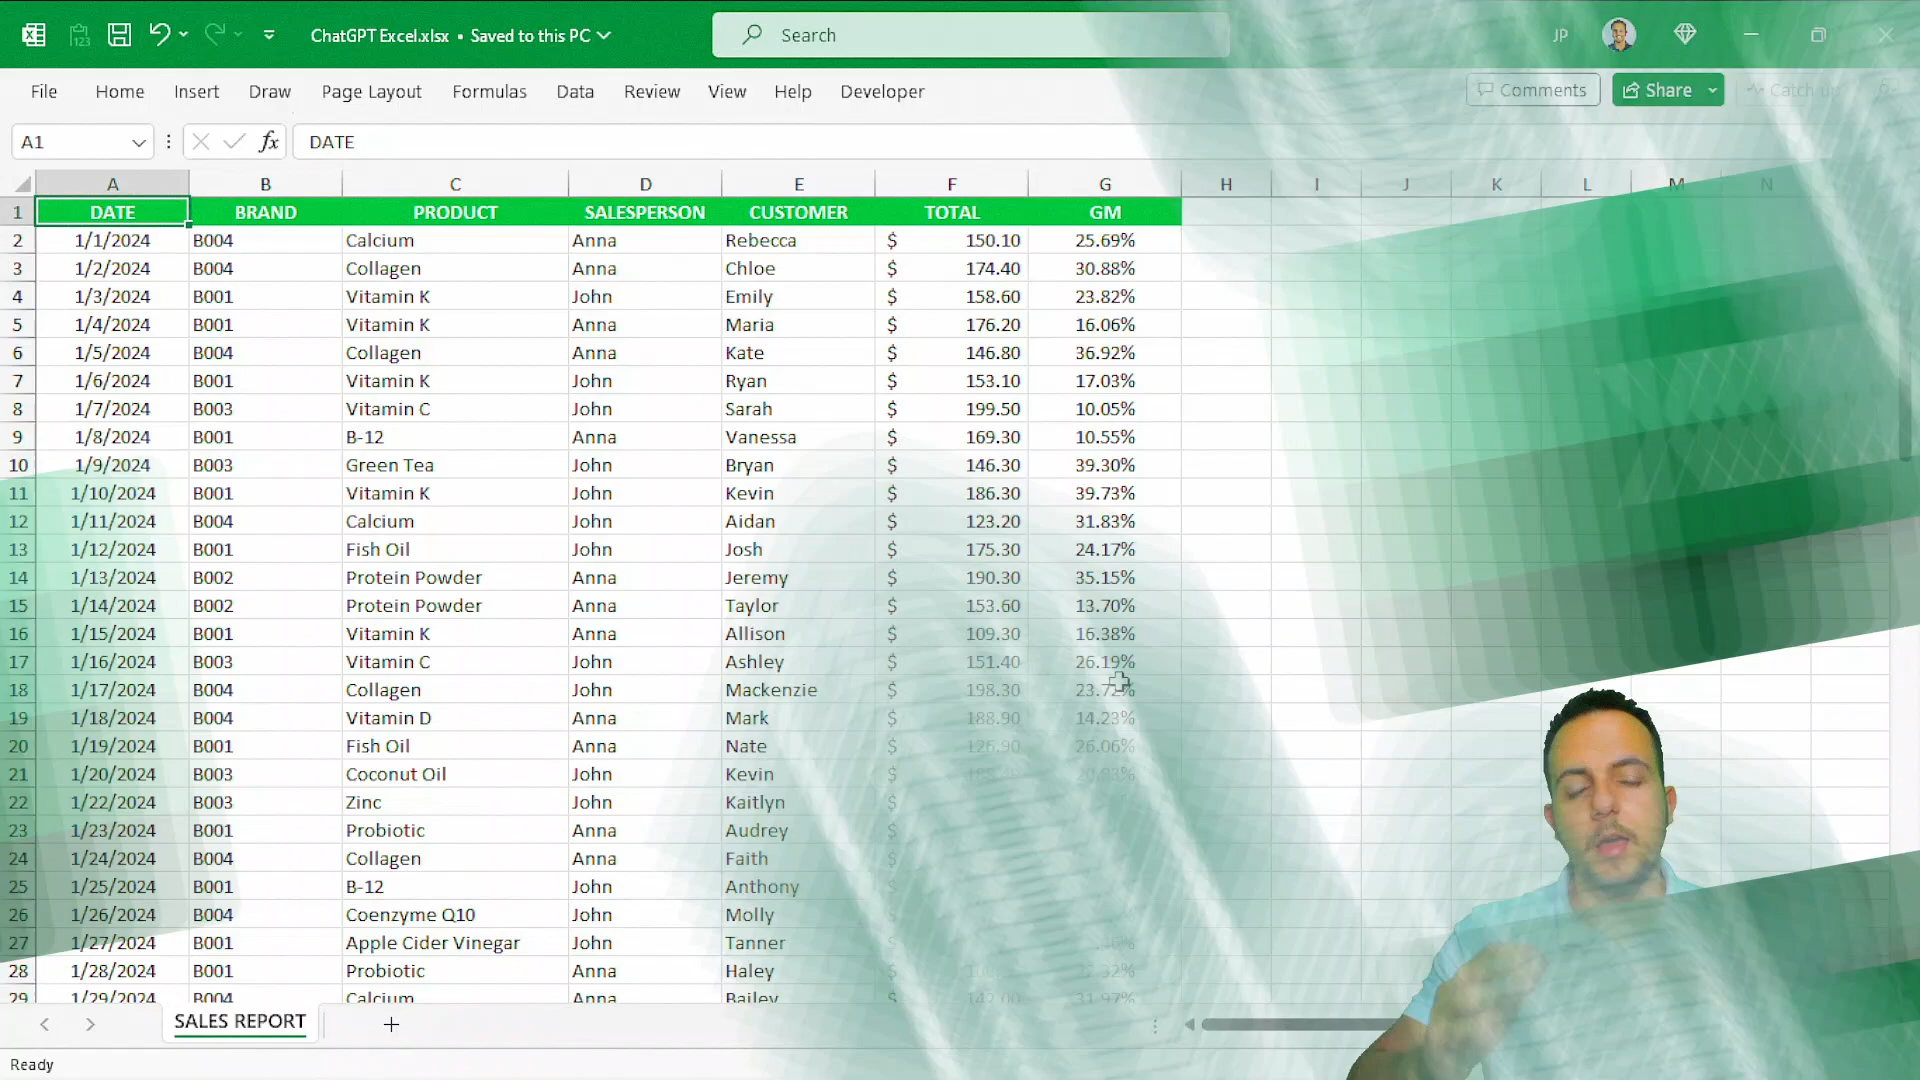 ChatGPT Excel.xlsx • Saved to this PC
Search
JP
File Home Insert Draw Page Layout Formulas Data Review View Help Developer
Comments Share Catch up
A1 fx DATE
A B C D E F G H I J K L M N
1 DATE BRAND PRODUCT SALESPERSON CUSTOMER TOTAL GM
2 1/1/2024 B004 Calcium Anna Rebecca $ 150.10 25.69%
3 1/2/2024 B004 Collagen Anna Chloe $ 174.40 30.88%
4 1/3/2024 B001 Vitamin K John Emily $ 158.60 23.82%
5 1/4/2024 B001 Vitamin K Anna Maria $ 176.20 16.06%
6 1/5/2024 B004 Collagen Anna Kate $ 146.80 36.92%
7 1/6/2024 B001 Vitamin K John Ryan $ 153.10 17.03%
8 1/7/2024 B003 Vitamin C John Sarah $ 199.50 10.05%
9 1/8/2024 B001 B-12 Anna Vanessa $ 169.30 10.55%
10 1/9/2024 B003 Green Tea John Bryan $ 146.30 39.30%
11 1/10/2024 B001 Vitamin K John Kevin $ 186.30 39.73%
12 1/11/2024 B004 Calcium John Aidan $ 123.20 31.83%
13 1/12/2024 B001 Fish Oil John Josh $ 175.30 24.17%
14 1/13/2024 B002 Protein Powder Anna Jeremy $ 190.30 35.15%
15 1/14/2024 B002 Protein Powder Anna Taylor $ 153.60 13.70%
16 1/15/2024 B001 Vitamin K Anna Allison $ 109.30 16.38%
17 1/16/2024 B003 Vitamin C John Ashley $ 151.40 26.19%
18 1/17/2024 B004 Collagen John Mackenzie $ 198.30 23.72%
19 1/18/2024 B004 Vitamin D Anna Mark $ 188.90 14.23%
20 1/19/2024 B001 Fish Oil Anna Nate $ 126.90 26.06%
21 1/20/2024 B003 Coconut Oil John Kevin $
22 1/22/2024 B003 Zinc John Kaitlyn $
23 1/23/2024 B001 Probiotic Anna Audrey $
24 1/24/2024 B004 Collagen Anna Faith
25 1/25/2024 B001 B-12 John Anthony
26 1/26/2024 B004 Coenzyme Q10 John Molly
27 1/27/2024 B001 Apple Cider Vinegar John Tanner
28 1/28/2024 B001 Probiotic Anna Haley
29 1/29/2024 B004 Calcium Anna Bailey
SALES REPORT
Ready